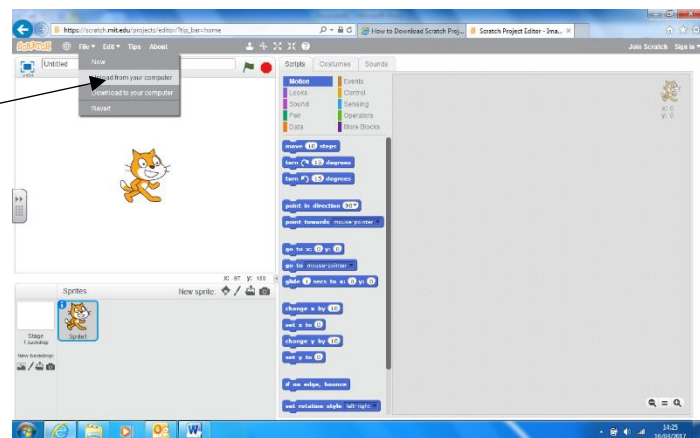 https://scratch.mit.edu/projects/editor/?tip_bar=home
How to Download Scratch Proj...
Scratch Project Editor - Ima...
SCRATCH File Edit Tips About
Join Scratch Sign in
Untitled
New
Upload from your computer
Download to your computer
Revert
Scripts Costumes Sounds
Motion Events
Looks Control
Sound Sensing
Pen Operators
Data More Blocks
x: 0
y: 0
move 10 steps
turn 15 degrees
turn 15 degrees
point in direction 90
point towards mouse-pointer
go to x: 0 y: 0
go to mouse-pointer
glide 1 secs to x: 0 y: 0
change x by 10
set x to 0
change y by 10
set y to 0
if on edge, bounce
set rotation style left-right
Sprites New sprite:
Stage
1 backdrop
Sprite1
New backdrop:
14:25